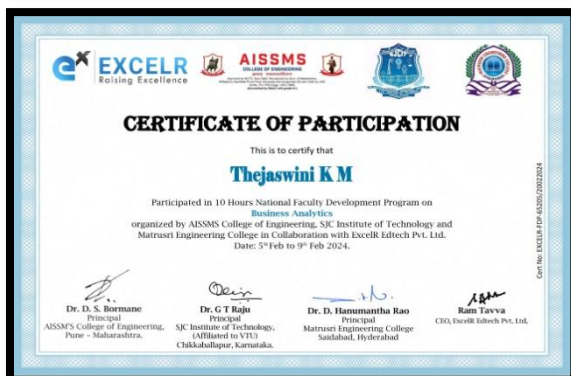 EXCELR
Raising Excellence
AISSMS
COLLEGE OF ENGINEERING
CERTIFICATE OF PARTICIPATION
This is to certify that
Thejaswini K M
Participated in 10 Hours National Faculty Development Program on
Business Analytics
organized by AISSMS College of Engineering, SJC Institute of Technology and
Matrusri Engineering College in Collaboration with ExcelR Edtech Pvt. Ltd.
Date: 5th Feb to 9th Feb 2024.
Cert No: EXCELR-FDP-65205/20022024
Dr. D. S. Bormane
Principal
AISSM'S College of Engineering,
Pune – Maharashtra.
Dr. G T Raju
Principal
SJC Institute of Technology,
(Affiliated to VTU)
Chikkaballapur, Karnataka.
Dr. D. Hanumantha Rao
Principal
Matrusri Engineering College
Saidabad, Hyderabad
Ram Tavva
CEO, ExcelR Edtech Pvt. Ltd,